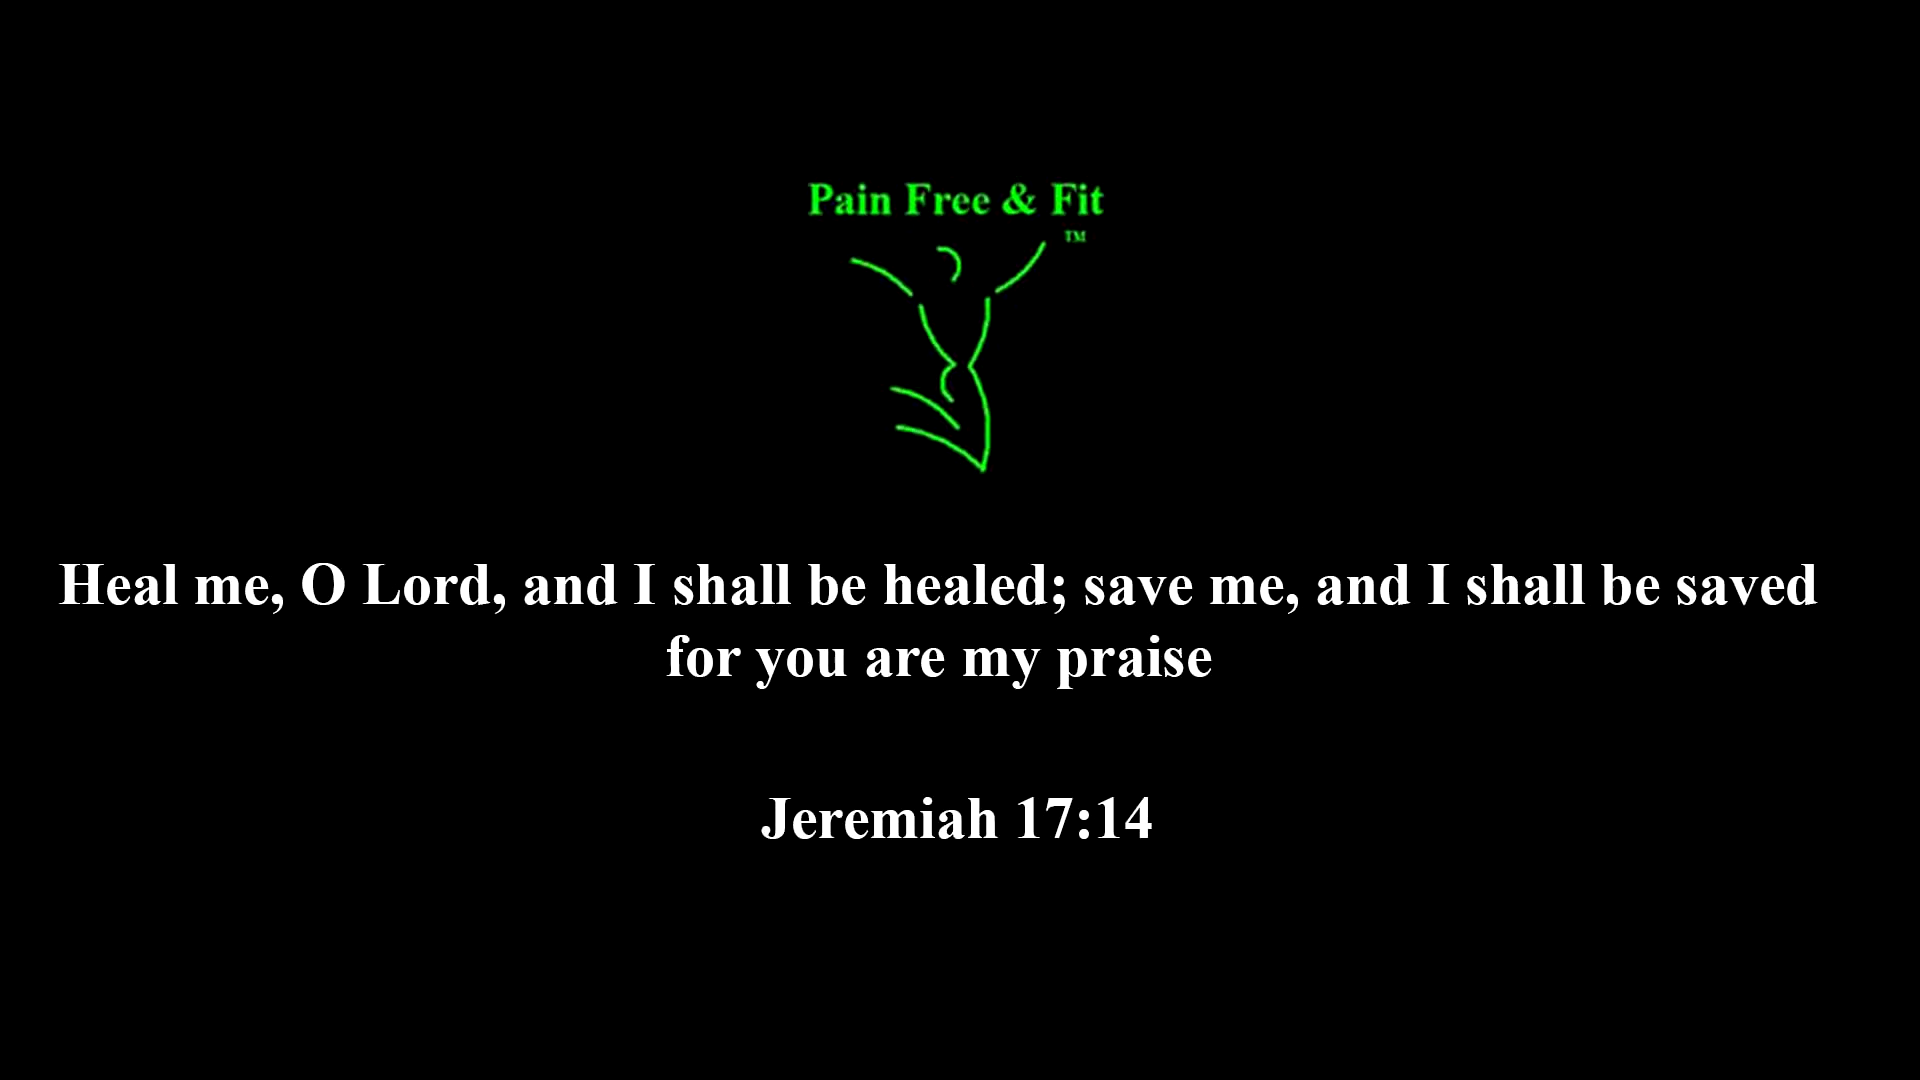 Pain Free & Fit
TM
Heal me, O Lord, and I shall be healed; save me, and I shall be saved
for you are my praise
Jeremiah 17:14